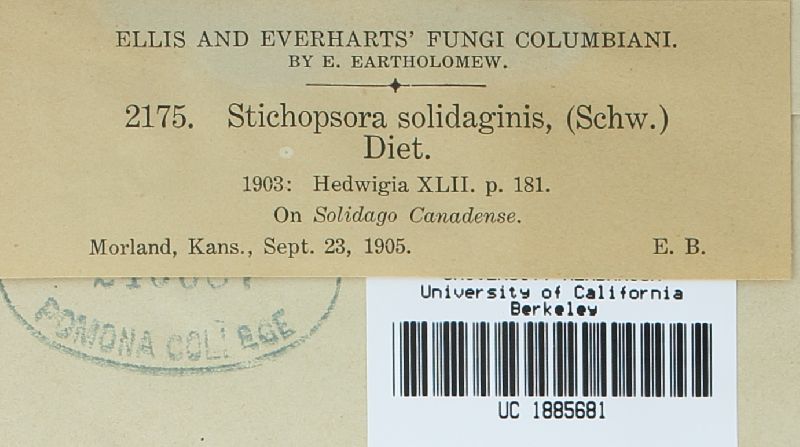 ELLIS AND EVERHARTS' FUNGI COLUMBIANI.
BY E. EARTHOLOMEW.
2175. Stichopsora solidaginis, (Schw.)
Diet.
1903: Hedwigia XLII. p. 181.
On Solidago Canadense.
Morland, Kans., Sept. 23, 1905. E. B.
POMONA COLLEGE
University of California
Berkeley
UC 1885681